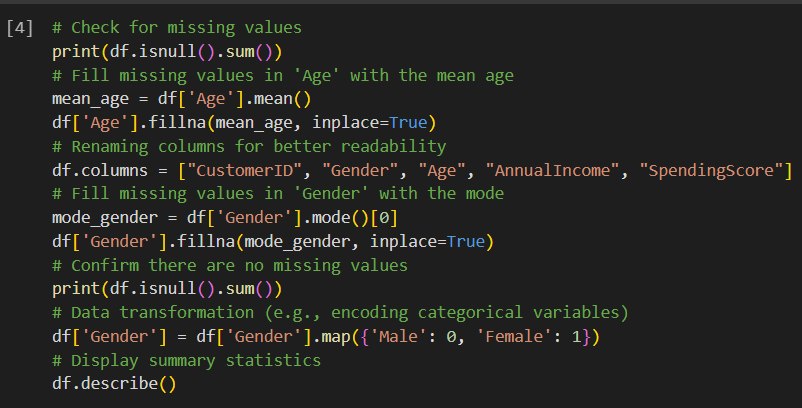 [4] # Check for missing values
print(df.isnull().sum())
# Fill missing values in 'Age' with the mean age
mean_age = df['Age'].mean()
df['Age'].fillna(mean_age, inplace=True)
# Renaming columns for better readability
df.columns = ["CustomerID", "Gender", "Age", "AnnualIncome", "SpendingScore"]
# Fill missing values in 'Gender' with the mode
mode_gender = df['Gender'].mode()[0]
df['Gender'].fillna(mode_gender, inplace=True)
# Confirm there are no missing values
print(df.isnull().sum())
# Data transformation (e.g., encoding categorical variables)
df['Gender'] = df['Gender'].map({'Male': 0, 'Female': 1})
# Display summary statistics
df.describe()